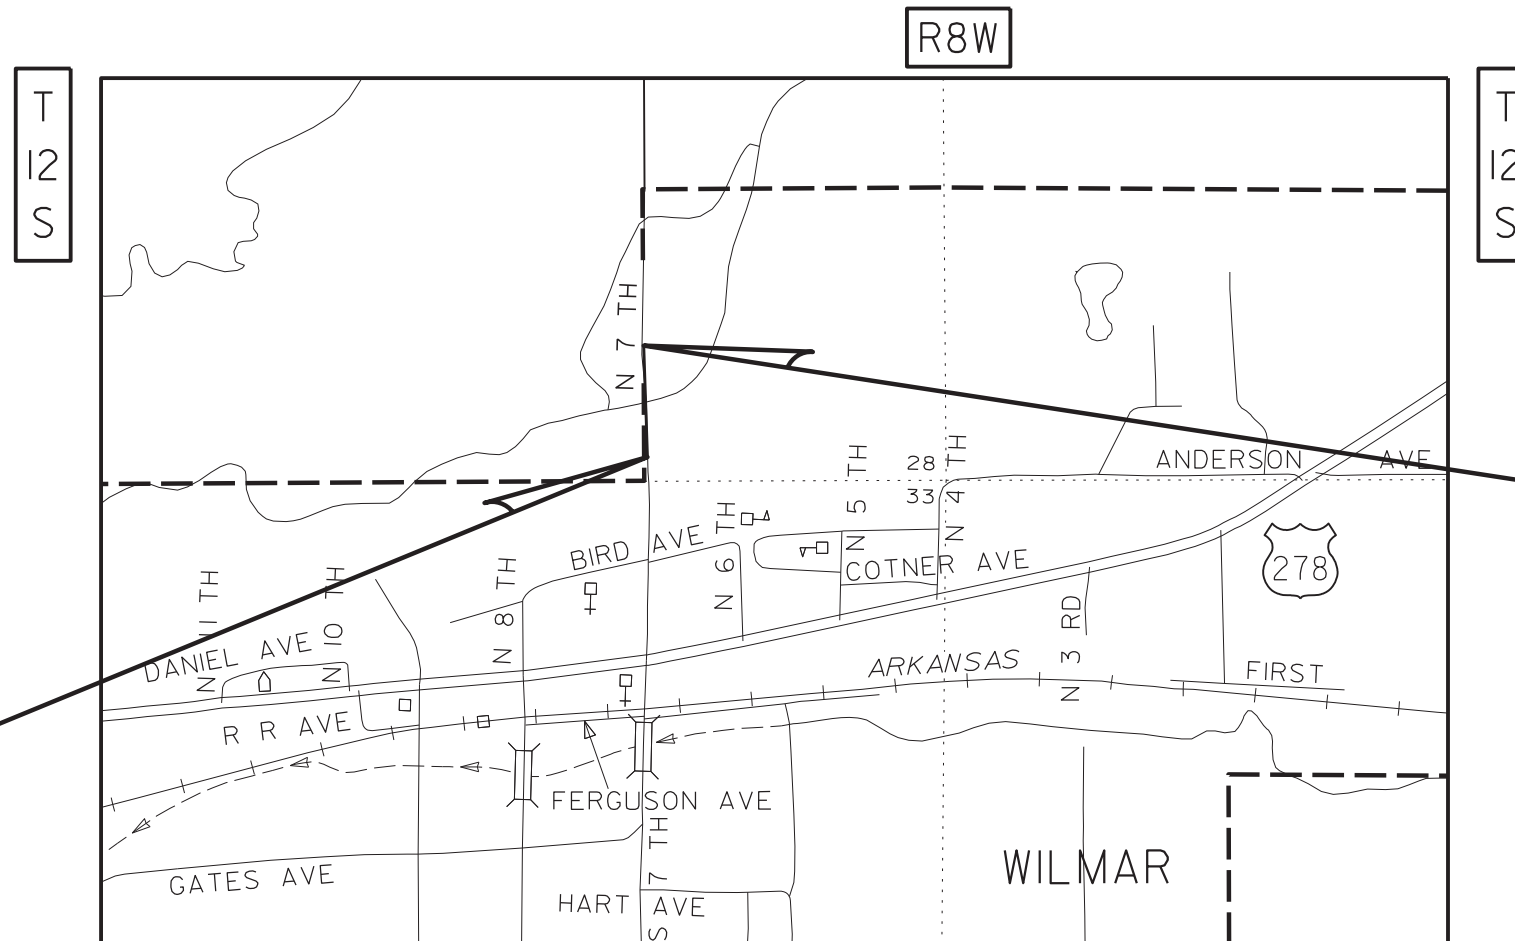 R8W
T
12
S
T
12
S
N 7 TH
28
33
N 5 TH
N 4 TH
ANDERSON AVE
BIRD AVE
N 6 TH
COTNER AVE
278
N 11 TH
N 10 TH
N 8 TH
DANIEL AVE
N 3 RD
ARKANSAS
FIRST
R R AVE
FERGUSON AVE
GATES AVE
S 7 TH
HART AVE
WILMAR